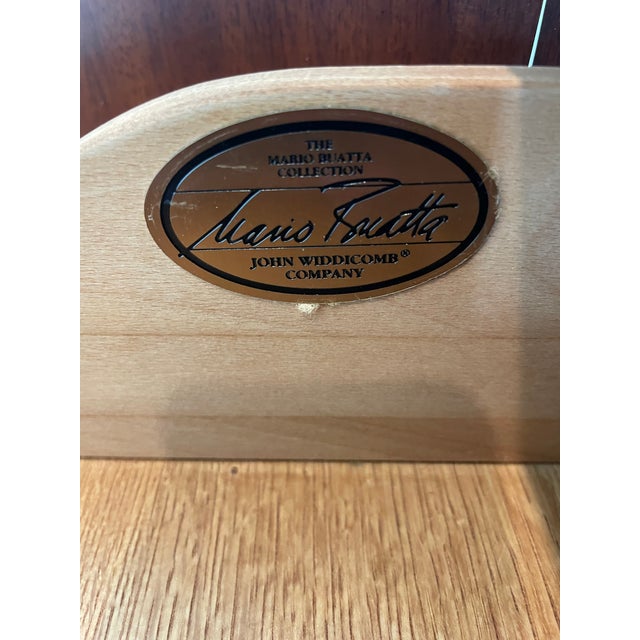 THE
MARIO BUATTA
COLLECTION
Mario Buatta
JOHN WIDDICOMB®
COMPANY